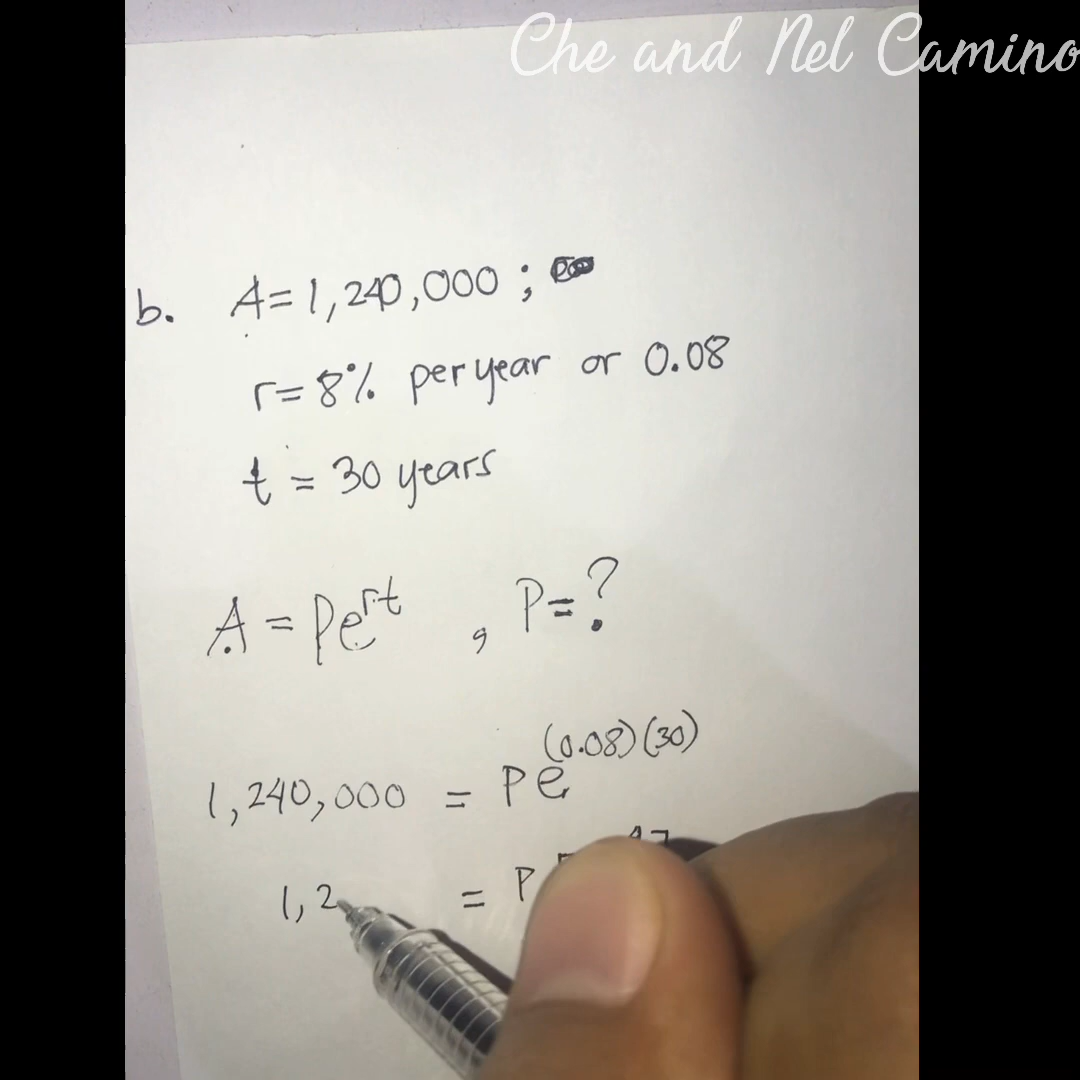 Che and Nel Camino
b. A = 1,240,000 ;
r = 8% per year or 0.08
t = 30 years
A = Pe^rt , P = ?
1,240,000 = Pe^(0.08)(30)
1,2 = P